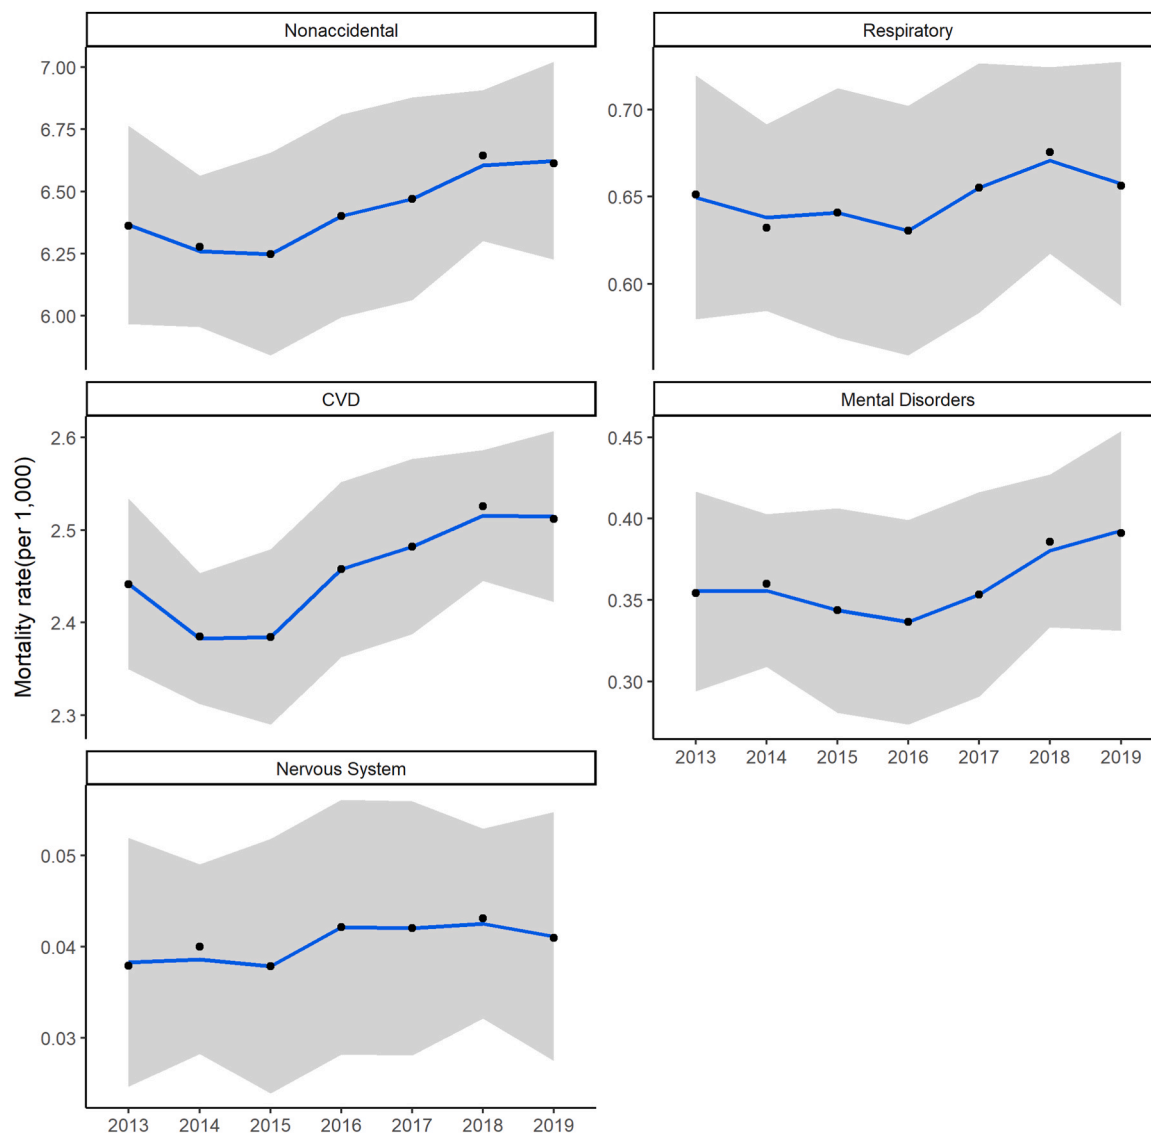 Mortality rate(per 1,000)
Nonaccidental
7.00
6.75
6.50
6.25
6.00
Respiratory
0.70
0.65
0.60
CVD
2.6
2.5
2.4
2.3
Mental Disorders
0.45
0.40
0.35
0.30
2013 2014 2015 2016 2017 2018 2019
Nervous System
0.05
0.04
0.03
2013 2014 2015 2016 2017 2018 2019